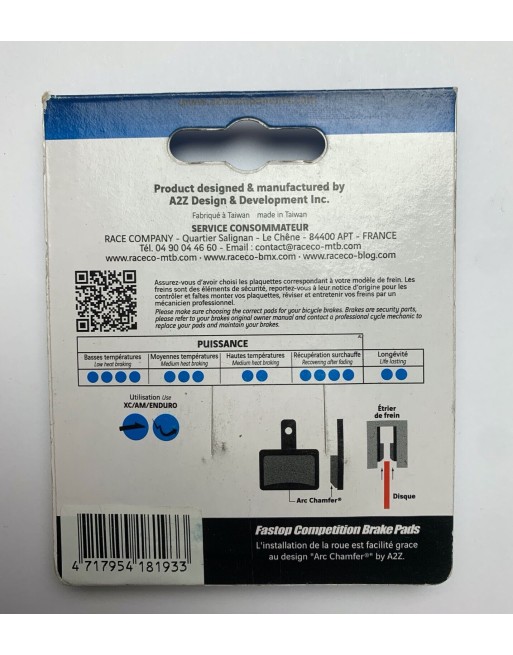 Product designed & manufactured by
A2Z Design & Development Inc.
Fabriqué à Taiwan made in Taiwan
SERVICE CONSOMMATEUR
RACE COMPANY - Quartier Salignan - Le Chêne - 84400 APT - FRANCE
Tél. 04 90 04 46 60 - Email : contact@raceco-mtb.com
www.raceco-mtb.com · www.raceco-bmx.com · www.raceco-blog.com
Assurez-vous d'avoir choisi les plaquettes correspondant à votre modèle de frein. Les
freins sont des éléments de sécurité, reportez-vous à leur notice d'origine pour les
contrôler et faites monter vos plaquettes, réviser et entretenir vos freins par un
mécanicien professionnel.
Please make sure choosing the correct pads for your bicycle brakes. Brakes are security parts,
please refer to your brakes original owner manual and contact a professional cycle mechanic to
replace your pads and maintain your brakes.
PUISSANCE
Basses températures Moyennes températures Hautes températures Récupération surchauffe Longévité
Low heat braking Medium heat braking Medium heat braking Recovering after fading Life lasting
Utilisation Use
XC/AM/ENDURO
Étrier
de frein
Arc Chamfer®
Disque
Fastop Competition Brake Pads
L'installation de la roue est facilité grace
au design "Arc Chamfer®" by A2Z.
4 717954 181933